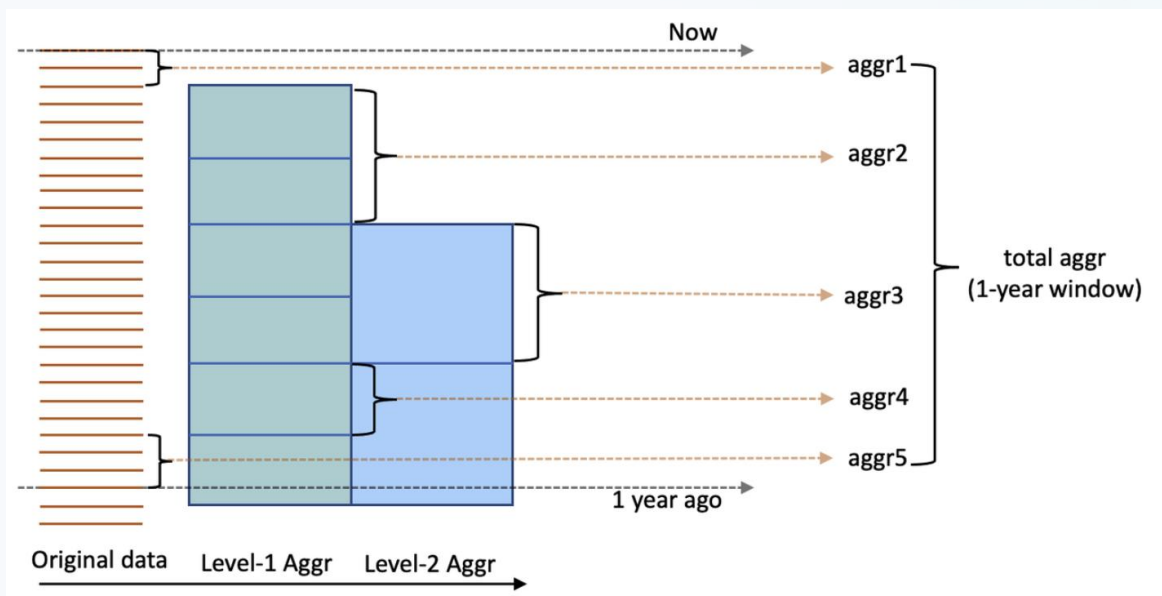 Now
aggr1
aggr2
aggr3
total aggr
(1-year window)
aggr4
aggr5
1 year ago
Original data
Level-1 Aggr
Level-2 Aggr